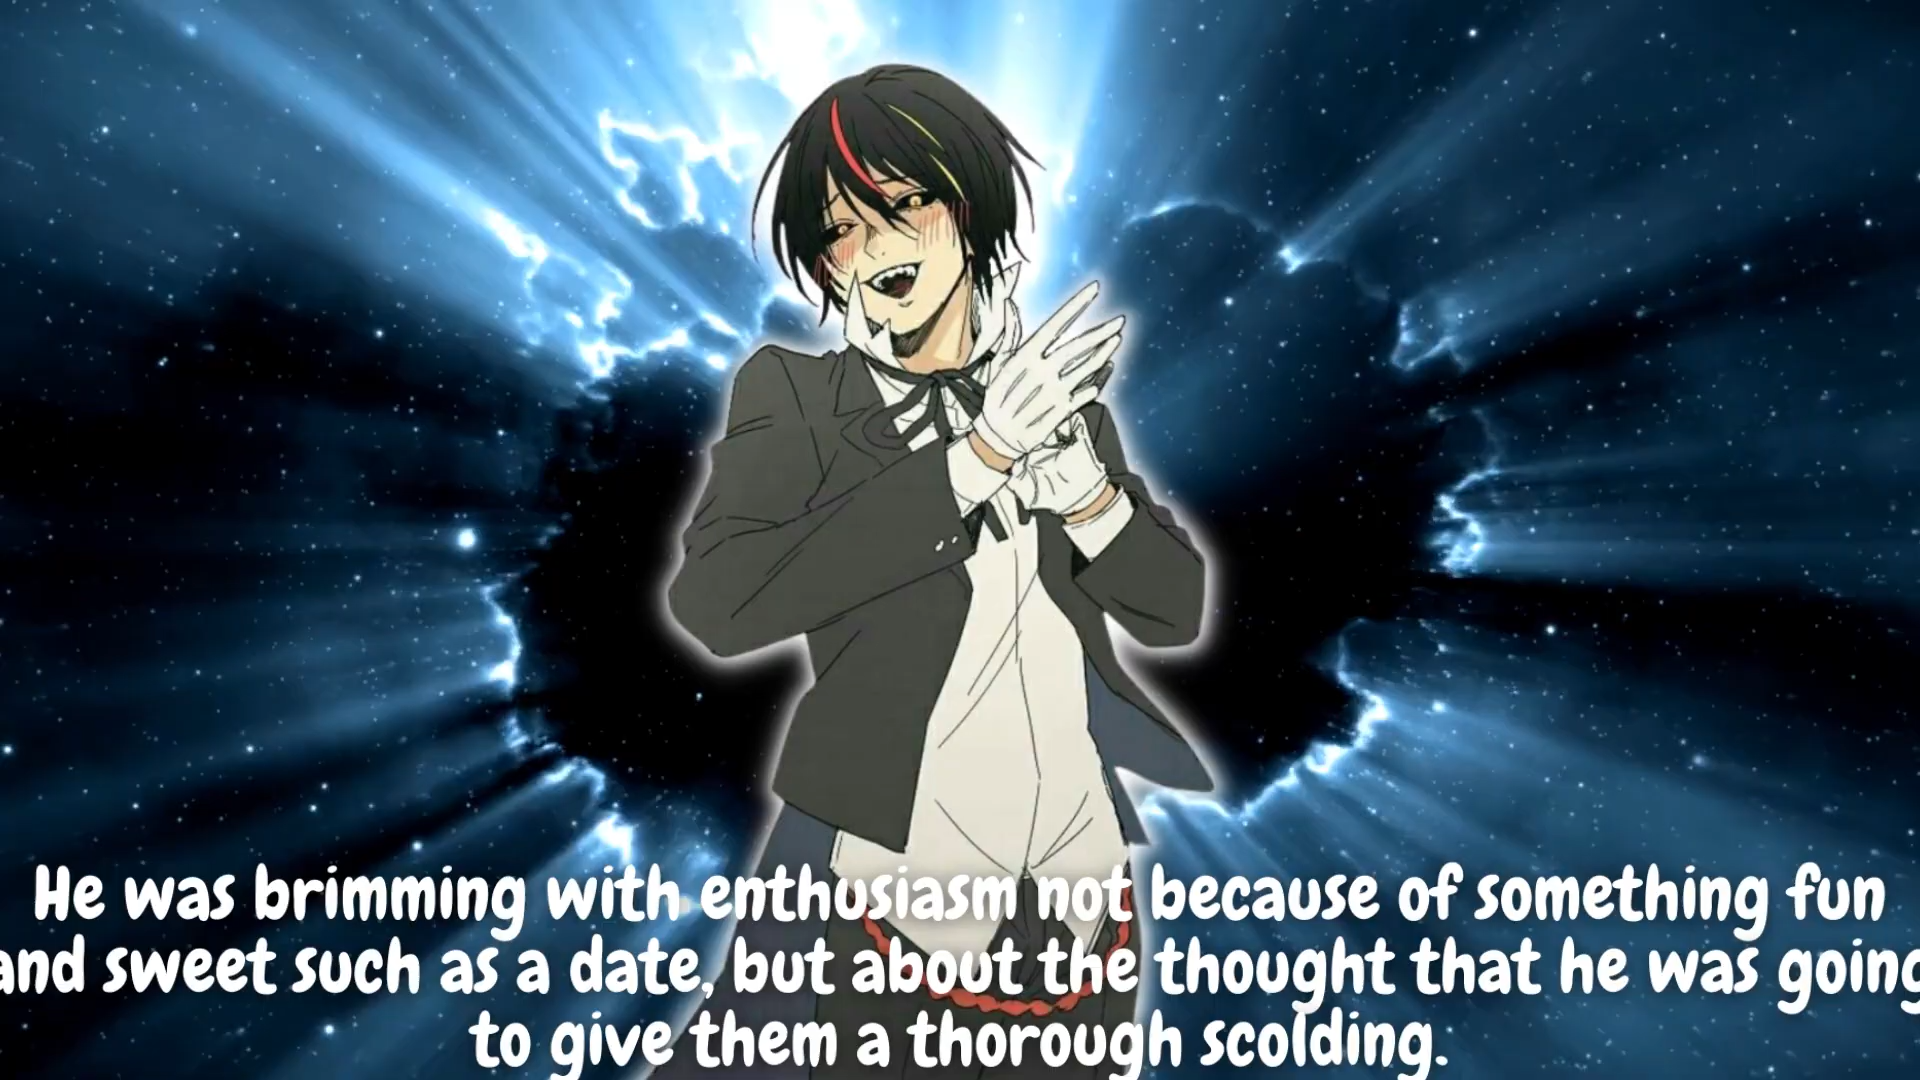 He was brimming with enthusiasm not because of something fun
and sweet such as a date, but about the thought that he was going
to give them a thorough scolding.